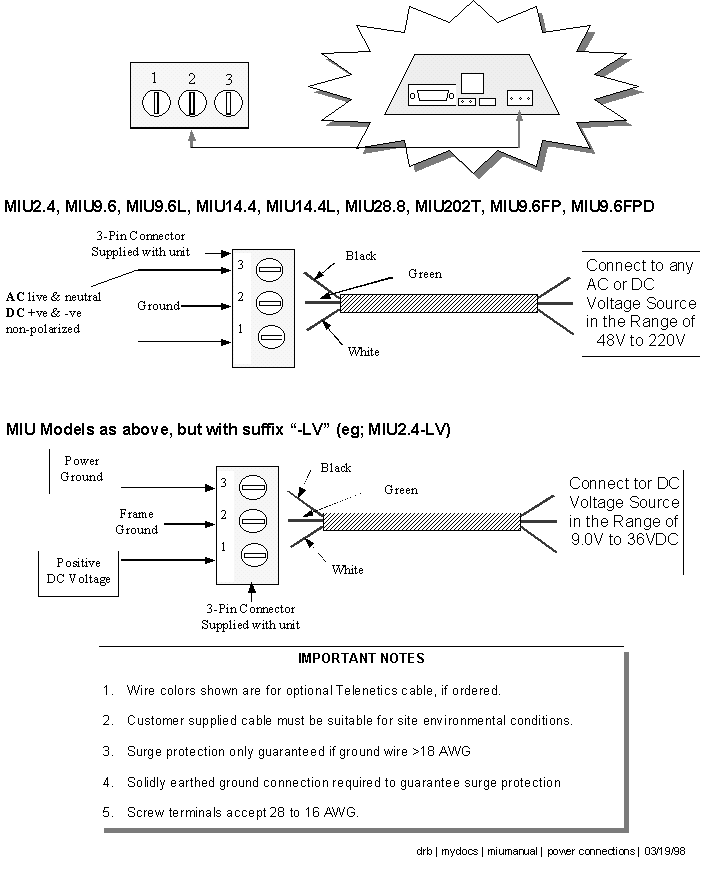 1 2 3
MIU2.4, MIU9.6, MIU9.6L, MIU14.4, MIU14.4L, MIU28.8, MIU202T, MIU9.6FP, MIU9.6FPD
3-Pin Connector
Supplied with unit
AC live & neutral
DC +ve & -ve
non-polarized
Ground
3
2
1
Black
Green
White
Connect to any
AC or DC
Voltage Source
in the Range of
48V to 220V
MIU Models as above, but with suffix “-LV” (eg; MIU2.4-LV)
Power
Ground
Frame
Ground
Positive
DC Voltage
3
2
1
Black
Green
White
3-Pin Connector
Supplied with unit
Connect tor DC
Voltage Source
in the Range of
9.0V to 36VDC
IMPORTANT NOTES
1. Wire colors shown are for optional Telenetics cable, if ordered.
2. Customer supplied cable must be suitable for site environmental conditions.
3. Surge protection only guaranteed if ground wire >18 AWG
4. Solidly earthed ground connection required to guarantee surge protection
5. Screw terminals accept 28 to 16 AWG.
drb | mydocs | miumanual | power connections | 03/19/98